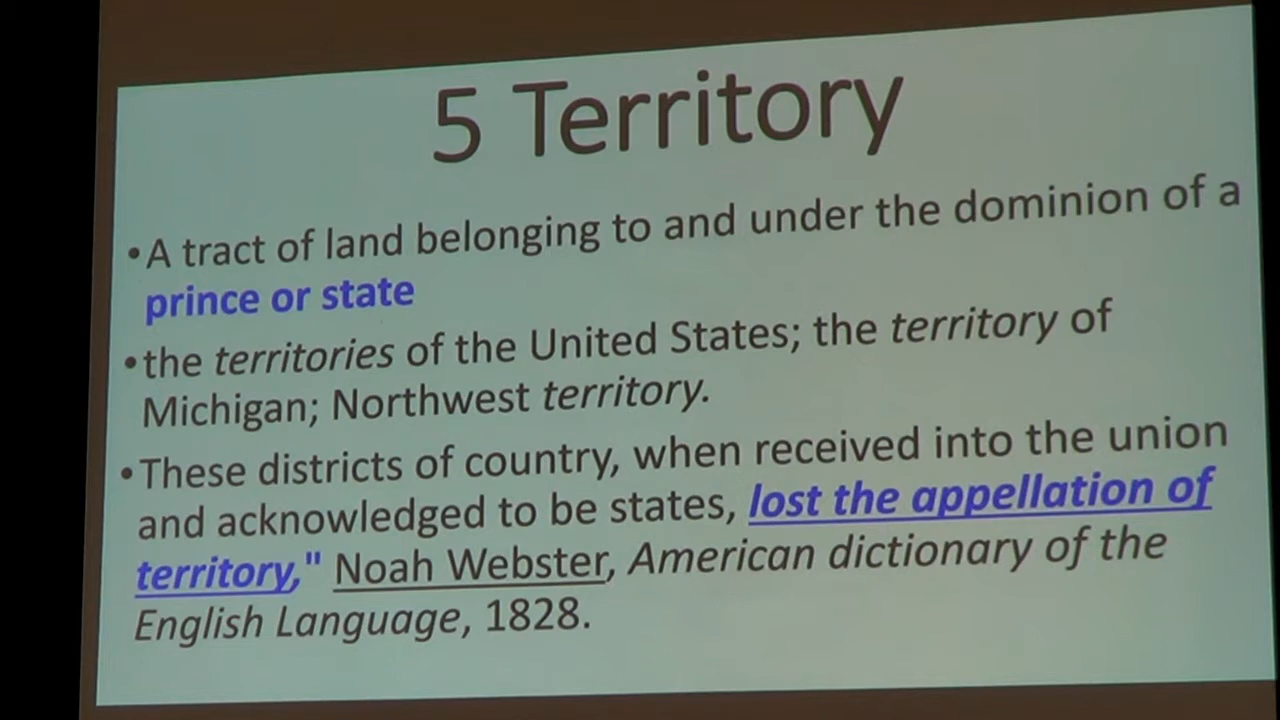 5 Territory
•A tract of land belonging to and under the dominion of a
prince or state
•the territories of the United States; the territory of
Michigan; Northwest territory.
•These districts of country, when received into the union
and acknowledged to be states, lost the appellation of
territory," Noah Webster, American dictionary of the
English Language, 1828.